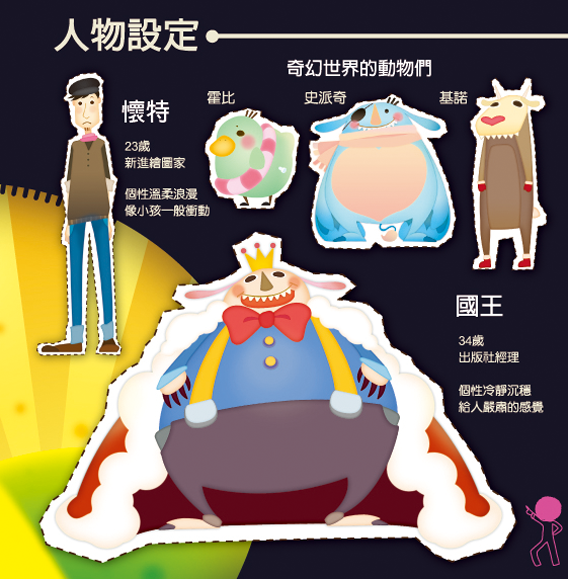 人物設定
奇幻世界的動物們
懷特
霍比
史派奇
基諾
23歲
新進繪圖家
個性溫柔浪漫
像小孩一般衝動
國王
34歲
出版社經理
個性冷靜沉穩
給人嚴肅的感覺